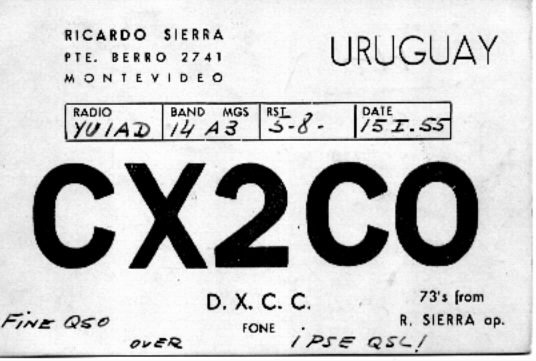 RICARDO SIERRA
PTE. BERRO 2741
MONTEVIDEO
URUGUAY
RADIO BAND MGS RST DATE
YU1AD 14 A3 5-8- 15 I. 55
CX2CO
D. X. C. C.
FONE
73's from
R. SIERRA op.
FINE QSO OVER ¡ PSE QSL!